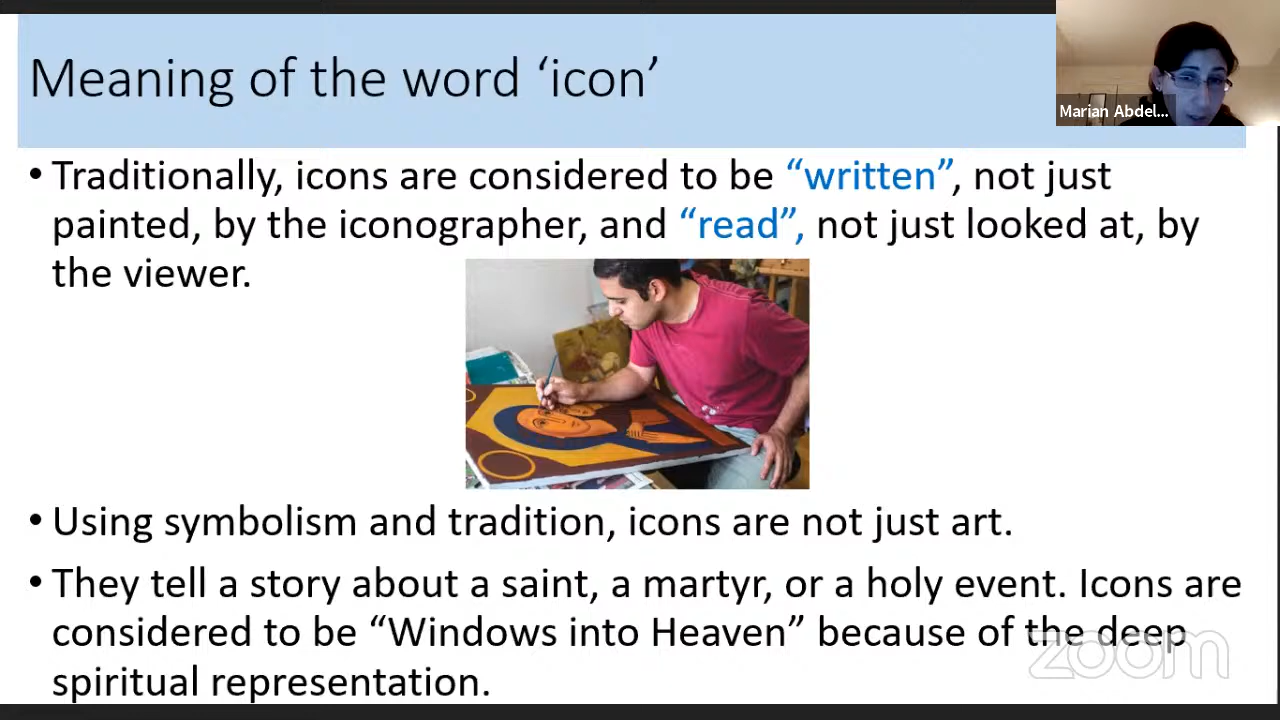 Meaning of the word ‘icon’
Marian Abdel...
• Traditionally, icons are considered to be “written”, not just
painted, by the iconographer, and “read”, not just looked at, by
the viewer.
• Using symbolism and tradition, icons are not just art.
• They tell a story about a saint, a martyr, or a holy event. Icons are
considered to be “Windows into Heaven” because of the deep
spiritual representation.
zoom